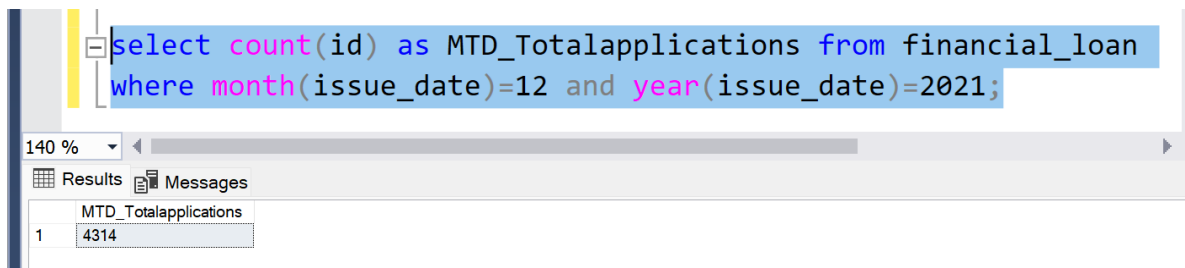 select count(id) as MTD_Totalapplications from financial_loan
where month(issue_date)=12 and year(issue_date)=2021;
140 %
Results Messages
MTD_Totalapplications
1 4314